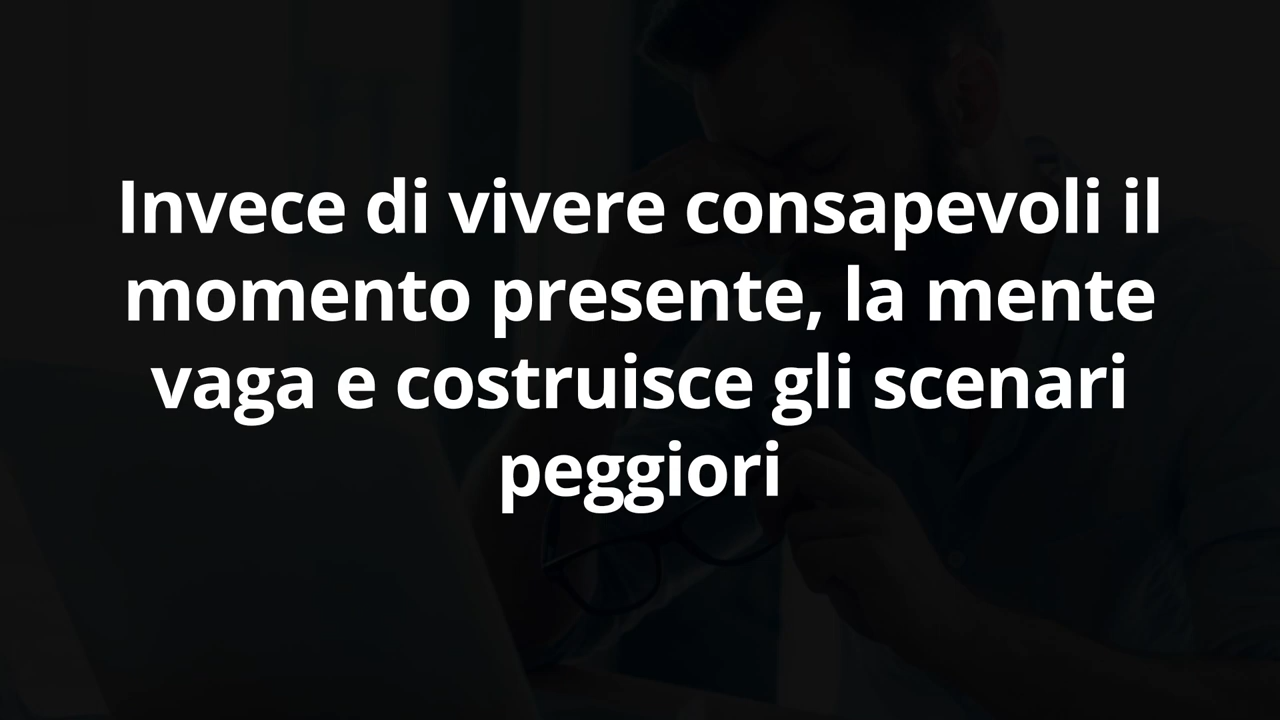 Invece di vivere consapevoli il
momento presente, la mente
vaga e costruisce gli scenari
peggiori